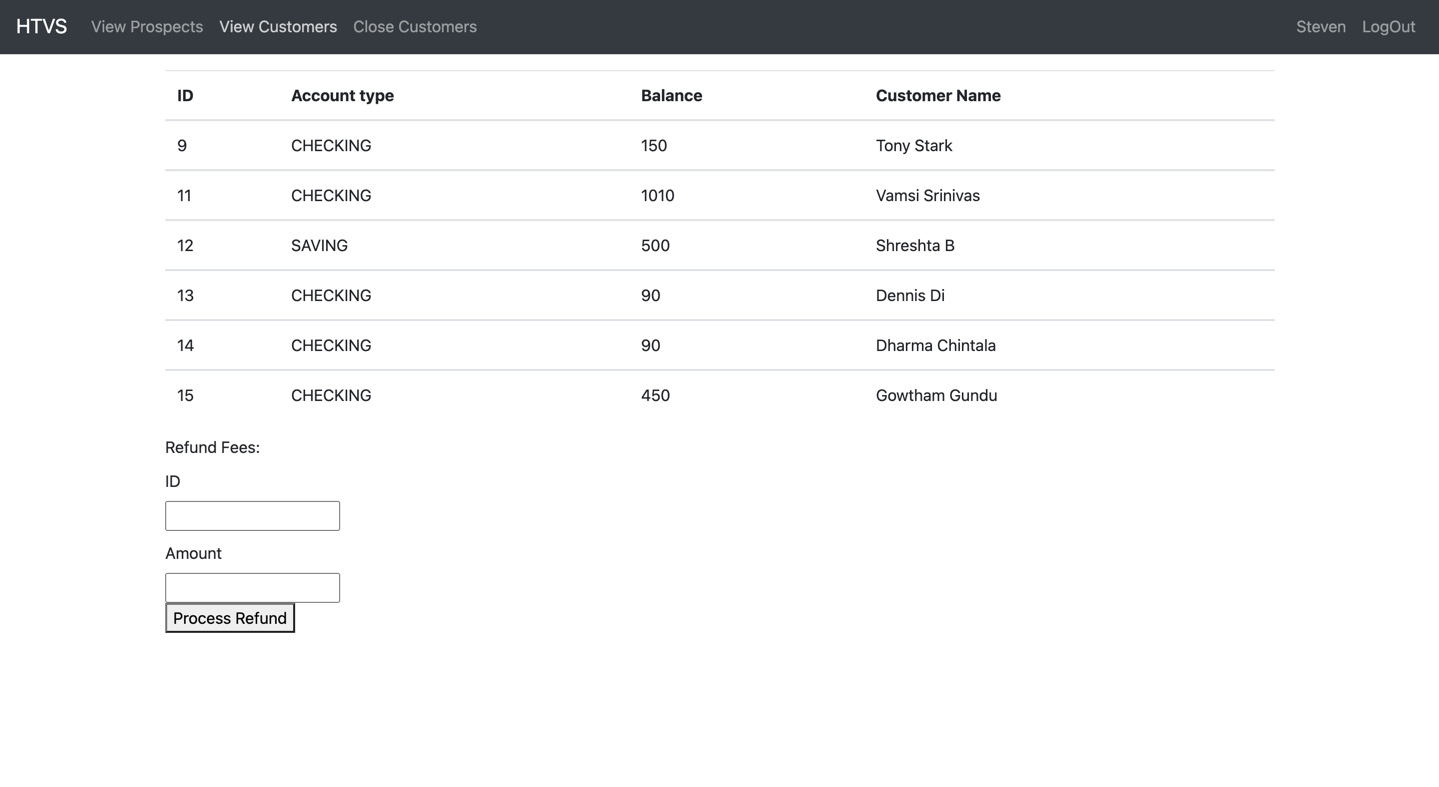 HTVS View Prospects View Customers Close Customers Steven LogOut
ID Account type Balance Customer Name
9 CHECKING 150 Tony Stark
11 CHECKING 1010 Vamsi Srinivas
12 SAVING 500 Shreshta B
13 CHECKING 90 Dennis Di
14 CHECKING 90 Dharma Chintala
15 CHECKING 450 Gowtham Gundu
Refund Fees:
ID
Amount
Process Refund